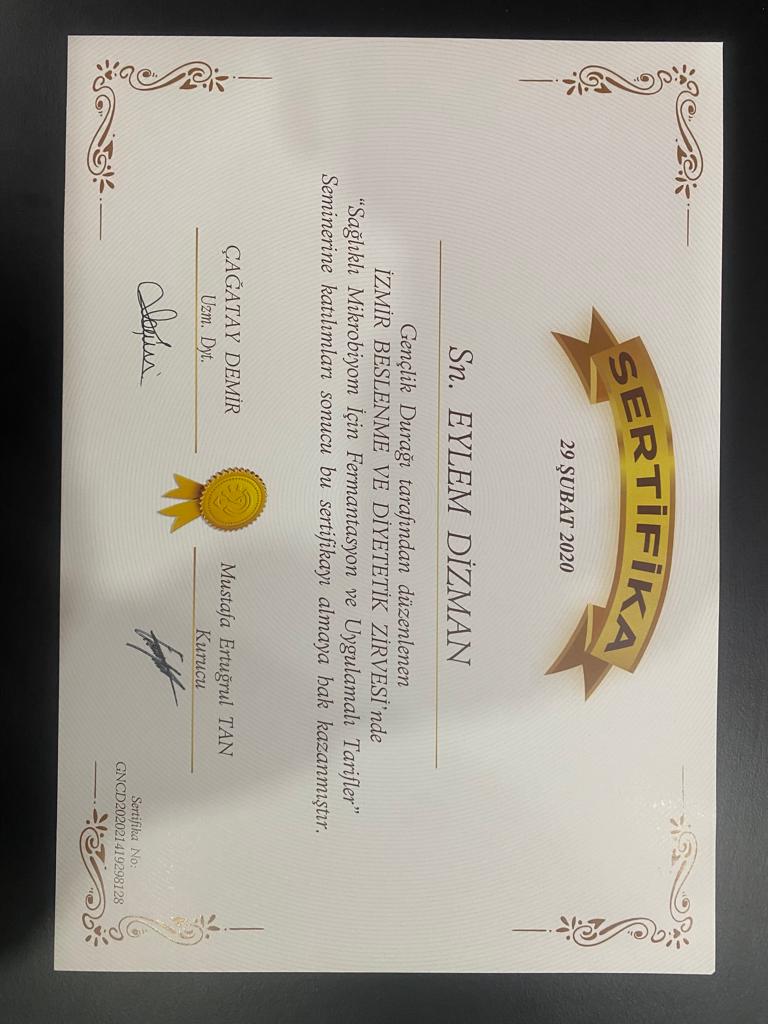 SERTİFİKA
29 ŞUBAT 2020
Sn. EYLEM DİZMAN
Gençlik Durağı tarafından düzenlenen
İZMİR BESLENME VE DİYETETİK ZİRVESİ'nde
“Sağlıklı Mikrobiyom İçin Fermantasyon ve Uygulamalı Tarifler”
Seminerine katılımları sonucu bu sertifikayı almaya hak kazanmıştır.
ÇAĞATAY DEMİR
Uzm. Dyt.
Mustafa Ertuğrul TAN
Kurucu
Sertifika No:
GNCD202021419298128